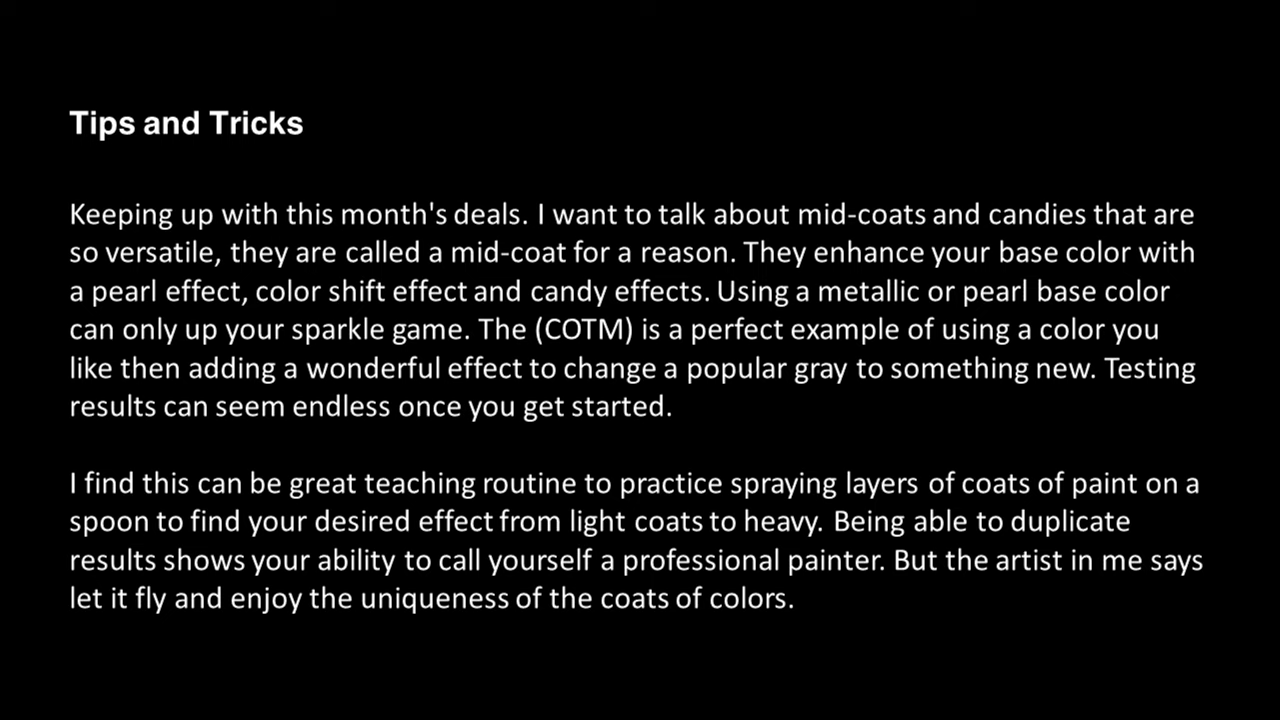 Tips and Tricks
Keeping up with this month's deals. I want to talk about mid-coats and candies that are
so versatile, they are called a mid-coat for a reason. They enhance your base color with
a pearl effect, color shift effect and candy effects. Using a metallic or pearl base color
can only up your sparkle game. The (COTM) is a perfect example of using a color you
like then adding a wonderful effect to change a popular gray to something new. Testing
results can seem endless once you get started.
I find this can be great teaching routine to practice spraying layers of coats of paint on a
spoon to find your desired effect from light coats to heavy. Being able to duplicate
results shows your ability to call yourself a professional painter. But the artist in me says
let it fly and enjoy the uniqueness of the coats of colors.